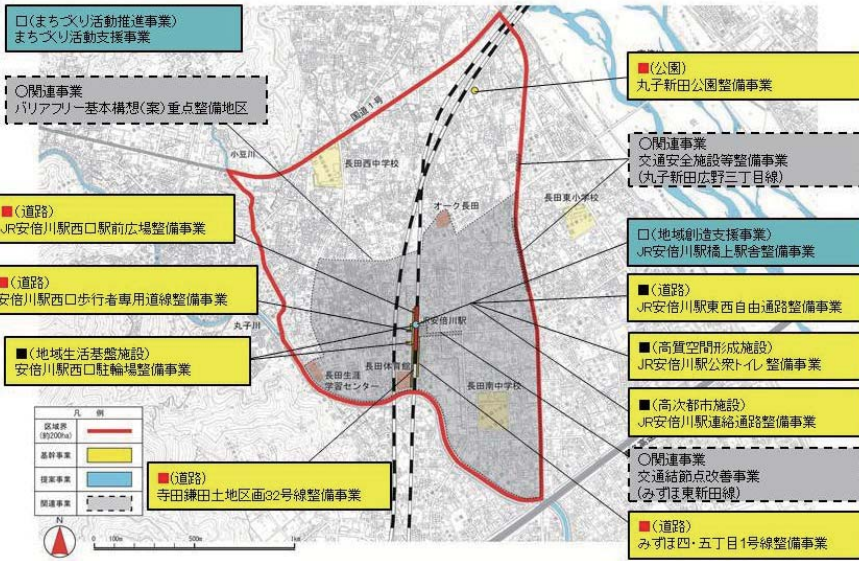 □(まちづくり活動推進事業)
まちづくり活動支援事業
○関連事業
バリアフリー基本構想(案)重点整備地区
■(道路)
JR安倍川駅西口駅前広場整備事業
■(道路)
安倍川駅西口歩行者専用道線整備事業
■(地域生活基盤施設)
安倍川駅西口駐輪場整備事業
■(道路)
寺田鎌田土地区画32号線整備事業
国道1号
小豆川
長田西中学校
オーク長田
長田東小学校
丸子川
JR安倍川駅
長田体育館
長田生涯
学習センター
長田南中学校
■(公園)
丸子新田公園整備事業
○関連事業
交通安全施設等整備事業
(丸子新田広野三丁目線)
□(地域創造支援事業)
JR安倍川駅橋上駅舎整備事業
■(道路)
JR安倍川駅東西自由通路整備事業
■(高質空間形成施設)
JR安倍川駅公衆トイレ整備事業
■(高次都市施設)
JR安倍川駅連絡通路整備事業
○関連事業
交通結節点改善事業
(みずほ東新田線)
■(道路)
みずほ四・五丁目1号線整備事業
凡 例
区域界
(約200ha)
基幹事業
提案事業
関連事業
N
0 100m 500m 1km